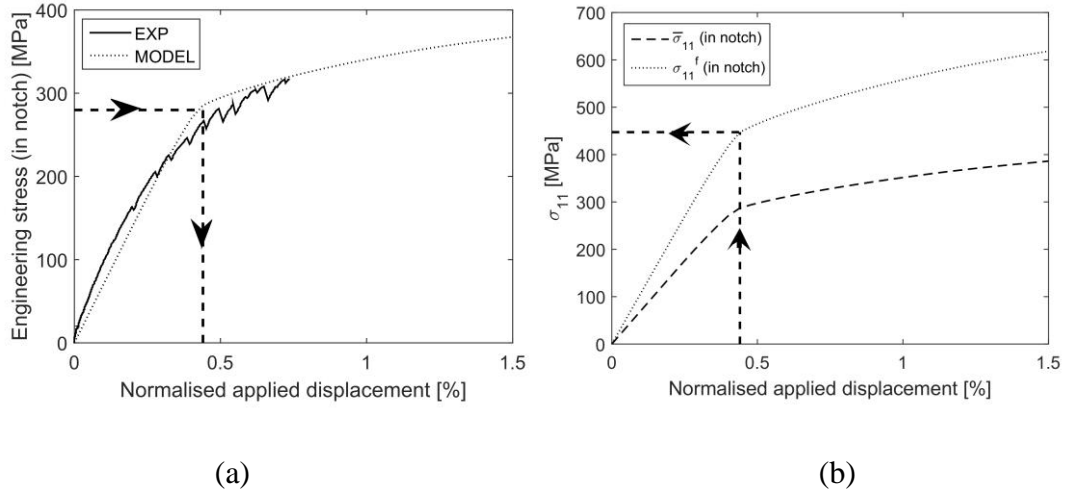 400
300
200
100
0
Engineering stress (in notch) [MPa]
EXP
MODEL
0 0.5 1 1.5
Normalised applied displacement [%]
(a)
700
600
500
400
300
200
100
0
σ11 [MPa]
σ̅11 (in notch)
σ11f (in notch)
0 0.5 1 1.5
Normalised applied displacement [%]
(b)